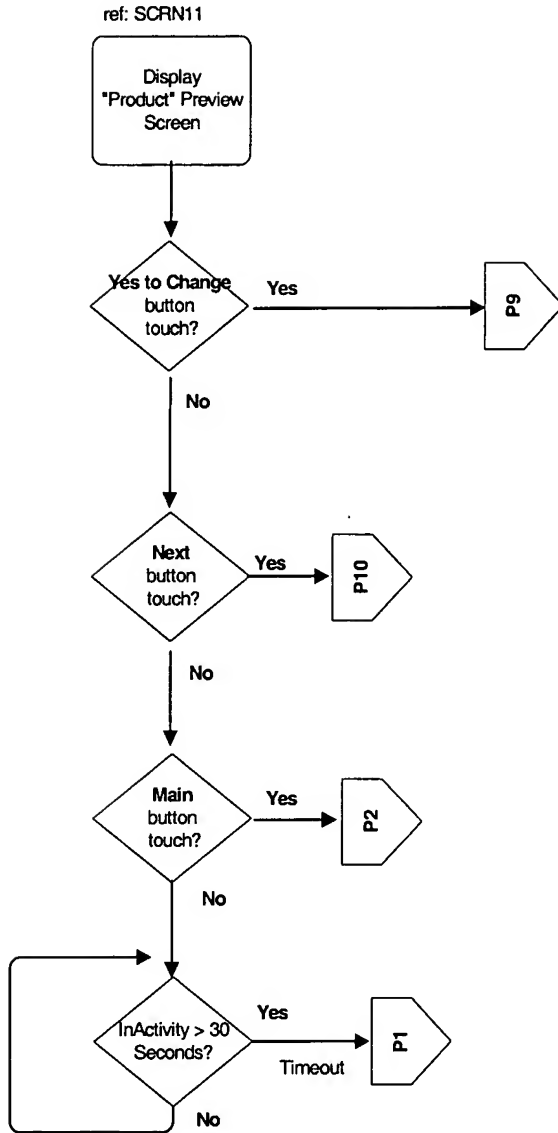 ref: SCRN11
Display
"Product" Preview
Screen
Yes to Change
button
touch?
Yes
P9
No
Next
button
touch?
Yes
P10
No
Main
button
touch?
Yes
P2
No
InActivity > 30
Seconds?
Yes
Timeout
P1
No